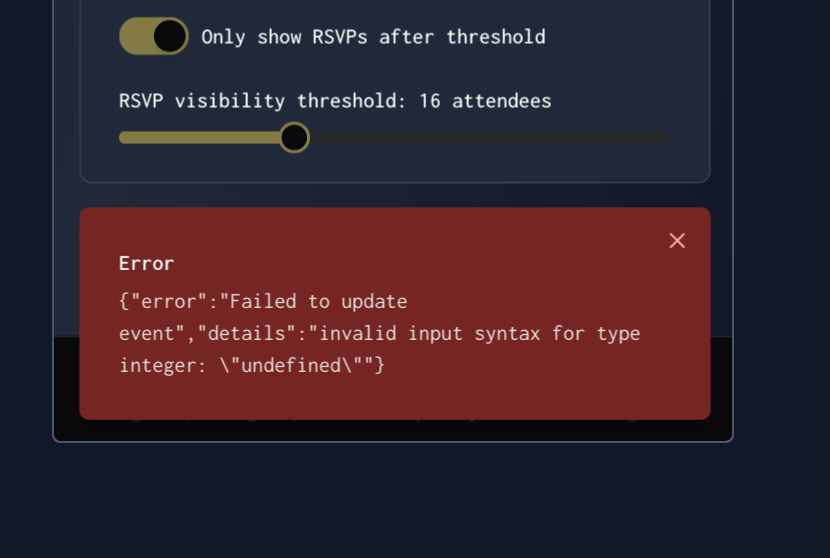 Only show RSVPs after threshold
RSVP visibility threshold: 16 attendees
Error
{"error":"Failed to update
event","details":"invalid input syntax for type
integer: \"undefined\""}